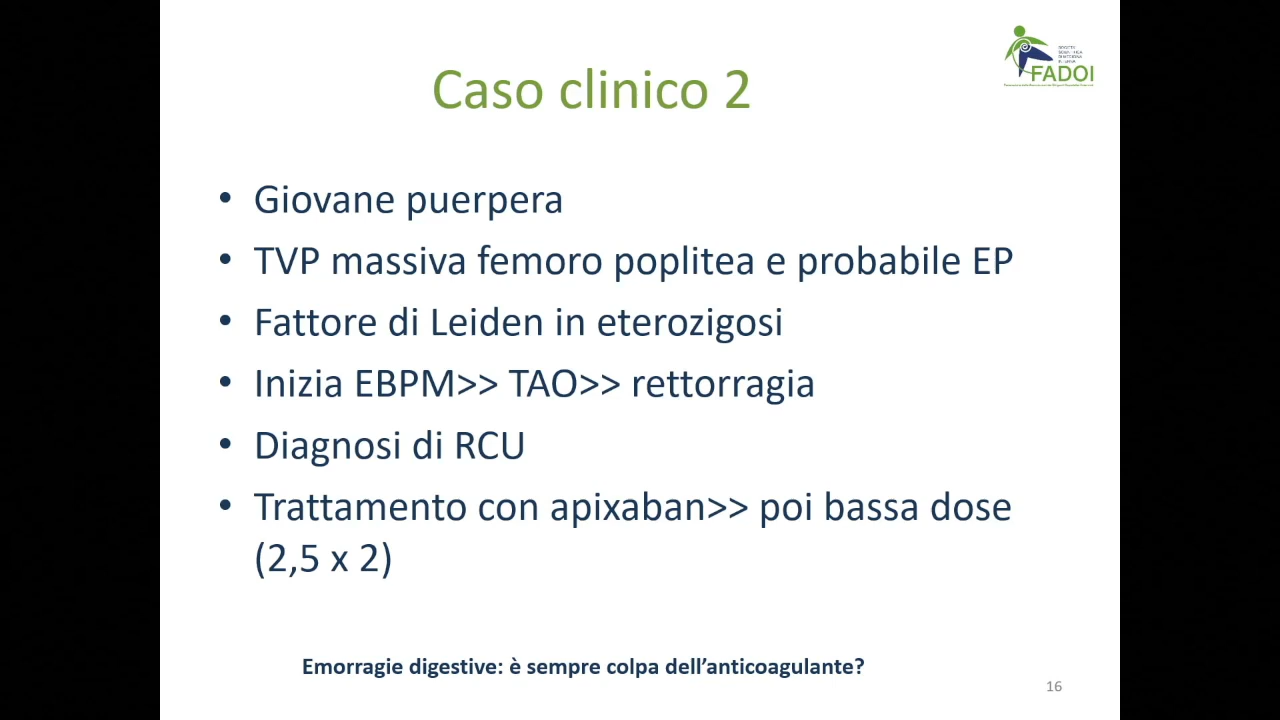 FADOI
Caso clinico 2
• Giovane puerpera
• TVP massiva femoro poplitea e probabile EP
• Fattore di Leiden in eterozigosi
• Inizia EBPM>> TAO>> rettorragia
• Diagnosi di RCU
• Trattamento con apixaban>> poi bassa dose
(2,5 x 2)
Emorragie digestive: è sempre colpa dell’anticoagulante?
16